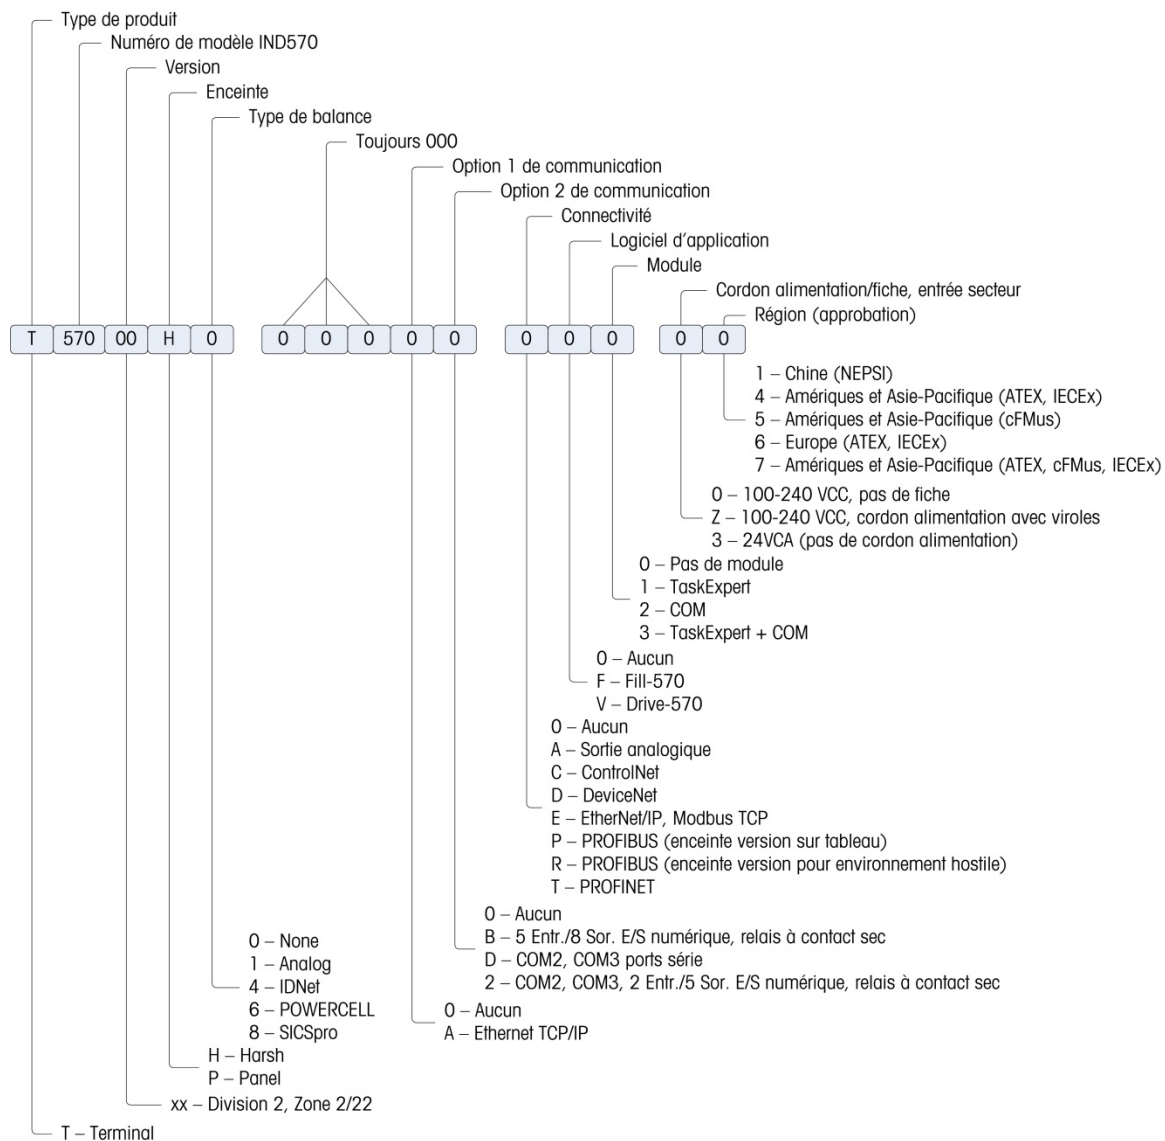 Type de produit
Numéro de modèle IND570
Version
Enceinte
Type de balance
Toujours 000
Option 1 de communication
Option 2 de communication
Connectivité
Logiciel d'application
Module
Cordon alimentation/fiche, entrée secteur
Région (approbation)
T 570 00 H 0 0 0 0 0 0 0 0 0 0 0
1 – Chine (NEPSI)
4 – Amériques et Asie-Pacifique (ATEX, IECEx)
5 – Amériques et Asie-Pacifique (cFMus)
6 – Europe (ATEX, IECEx)
7 – Amériques et Asie-Pacifique (ATEX, cFMus, IECEx)
0 – 100-240 VCC, pas de fiche
Z – 100-240 VCC, cordon alimentation avec viroles
3 – 24VCA (pas de cordon alimentation)
0 – Pas de module
1 – TaskExpert
2 – COM
3 – TaskExpert + COM
0 – Aucun
F – Fill-570
V – Drive-570
0 – Aucun
A – Sortie analogique
C – ControlNet
D – DeviceNet
E – EtherNet/IP, Modbus TCP
P – PROFIBUS (enceinte version sur tableau)
R – PROFIBUS (enceinte version pour environnement hostile)
T – PROFINET
0 – Aucun
B – 5 Entr./8 Sor. E/S numérique, relais à contact sec
D – COM2, COM3 ports série
2 – COM2, COM3, 2 Entr./5 Sor. E/S numérique, relais à contact sec
0 – None
1 – Analog
4 – IDNet
6 – POWERCELL
8 – SICSpro
0 – Aucun
A – Ethernet TCP/IP
H – Harsh
P – Panel
xx – Division 2, Zone 2/22
T – Terminal